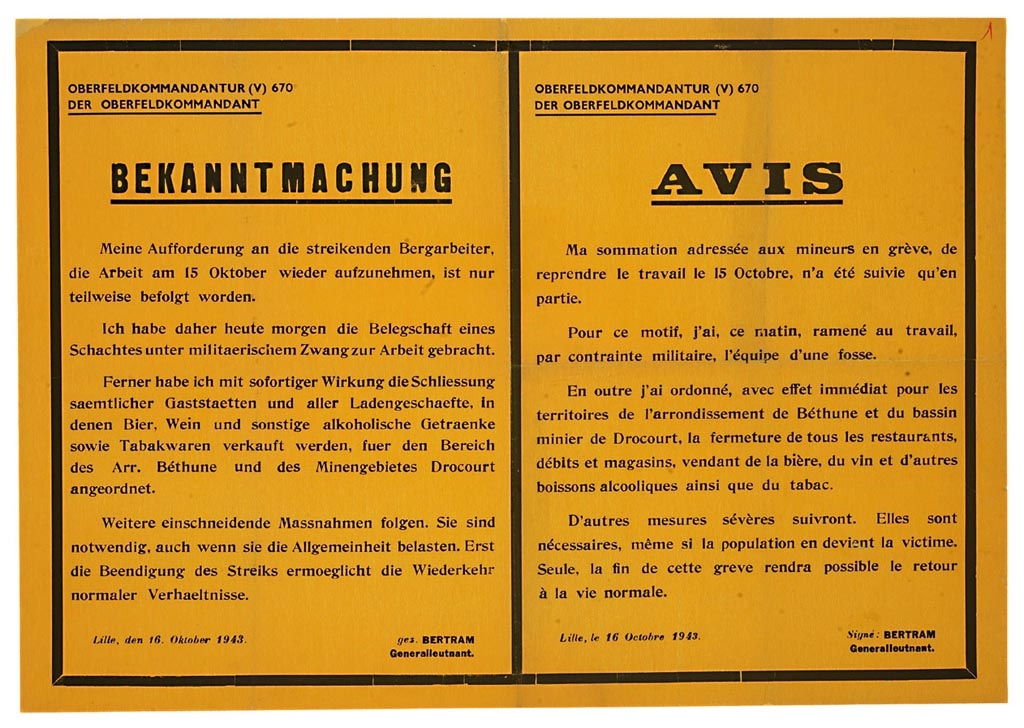 OBERFELDKOMMANDANTUR (V) 670
DER OBERFELDKOMMANDANT
BEKANNTMACHUNG
Meine Aufforderung an die streikenden Bergarbeiter,
die Arbeit am 15 Oktober wieder aufzunehmen, ist nur
teilweise befolgt worden.
Ich habe daher heute morgen die Belegschaft eines
Schachtes unter militaerischem Zwang zur Arbeit gebracht.
Ferner habe ich mit sofortiger Wirkung die Schliessung
saemtlicher Gaststaetten und aller Ladengeschaefte, in
denen Bier, Wein und sonstige alkoholische Getraenke
sowie Tabakwaren verkauft werden, fuer den Bereich
des Arr. Béthune und des Minengebietes Drocourt
angeordnet.
Weitere einschneidende Massnahmen folgen. Sie sind
notwendig, auch wenn sie die Allgemeinheit belasten. Erst
die Beendigung des Streiks ermoeglicht die Wiederkehr
normaler Verhaeltnisse.
Lille, den 16. Oktober 1943.
gez. BERTRAM
Generalleutnant.
OBERFELDKOMMANDANTUR (V) 670
DER OBERFELDKOMMANDANT
AVIS
Ma sommation adressée aux mineurs en grève, de
reprendre le travail le 15 Octobre, n'a été suivie qu'en
partie.
Pour ce motif, j'ai, ce matin, ramené au travail,
par contrainte militaire, l'équipe d'une fosse.
En outre j'ai ordonné, avec effet immédiat pour les
territoires de l'arrondissement de Béthune et du bassin
minier de Drocourt, la fermeture de tous les restaurants,
débits et magasins, vendant de la bière, du vin et d'autres
boissons alcooliques ainsi que du tabac.
D'autres mesures sévères suivront. Elles sont
nécessaires, même si la population en devient la victime.
Seule, la fin de cette greve rendra possible le retour
à la vie normale.
Lille, le 16 Octobre 1943.
Signé: BERTRAM
Generalleutnant.
1